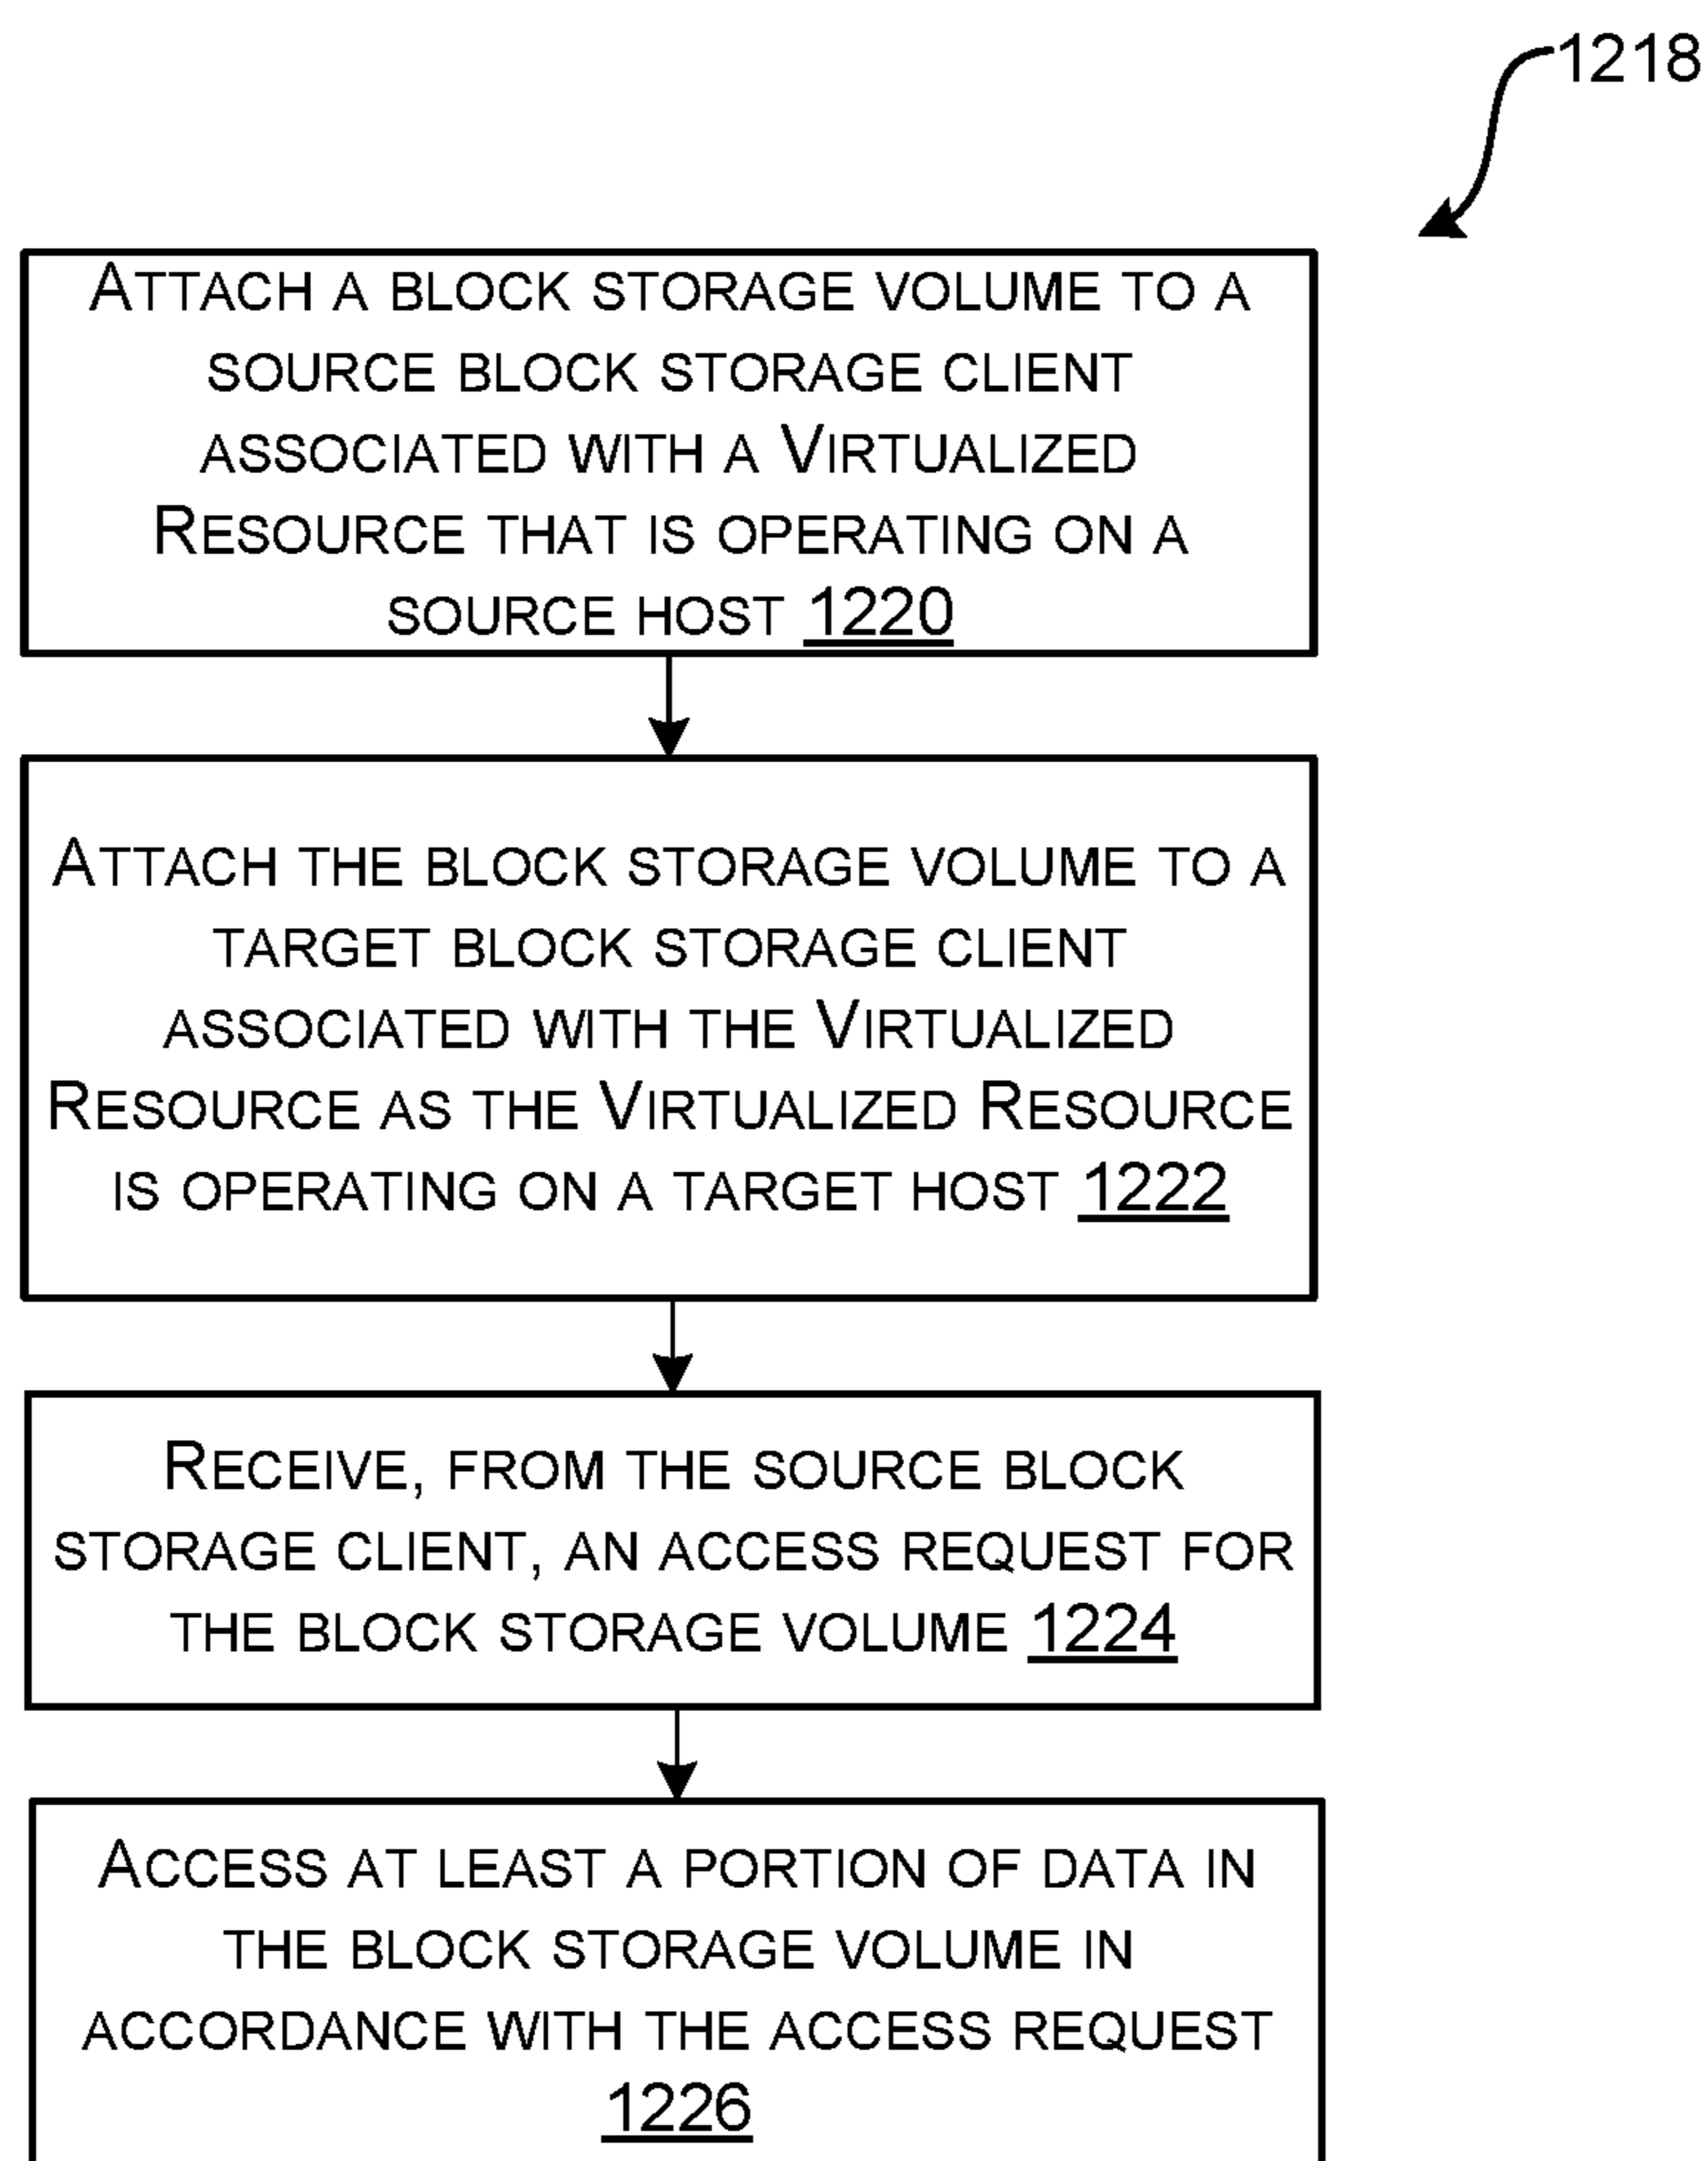 1218
ATTACH A BLOCK STORAGE VOLUME TO A
SOURCE BLOCK STORAGE CLIENT
ASSOCIATED WITH A VIRTUALIZED
RESOURCE THAT IS OPERATING ON A
SOURCE HOST 1220
ATTACH THE BLOCK STORAGE VOLUME TO A
TARGET BLOCK STORAGE CLIENT
ASSOCIATED WITH THE VIRTUALIZED
RESOURCE AS THE VIRTUALIZED RESOURCE
IS OPERATING ON A TARGET HOST 1222
RECEIVE, FROM THE SOURCE BLOCK
STORAGE CLIENT, AN ACCESS REQUEST FOR
THE BLOCK STORAGE VOLUME 1224
ACCESS AT LEAST A PORTION OF DATA IN
THE BLOCK STORAGE VOLUME IN
ACCORDANCE WITH THE ACCESS REQUEST
1226